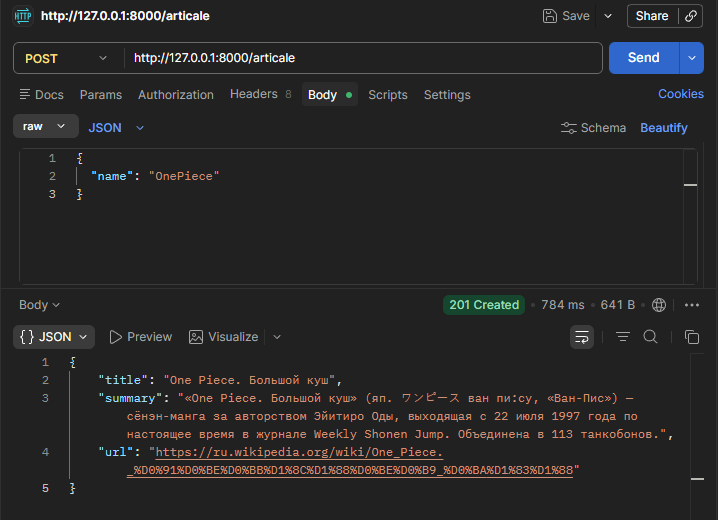 HTTP http://127.0.0.1:8000/articale Save Share
POST http://127.0.0.1:8000/articale Send
Docs Params Authorization Headers 8 Body Scripts Settings Cookies
raw JSON Schema Beautify
1 {
2 "name": "OnePiece"
3 }
Body 201 Created • 784 ms • 641 B
{} JSON Preview Visualize
1 {
2 "title": "One Piece. Большой куш",
3 "summary": "«One Piece. Большой куш» (яп. ワンピース ван пи:су, «Ван-Пис») —
сёнэн-манга за авторством Эйитиро Оды, выходящая с 22 июля 1997 года по
настоящее время в журнале Weekly Shonen Jump. Объединена в 113 танкобонов.",
4 "url": "https://ru.wikipedia.org/wiki/One_Piece.
_%D0%91%D0%BE%D0%BB%D1%8C%D1%88%D0%BE%D0%B9_%D0%BA%D1%83%D1%88"
5 }